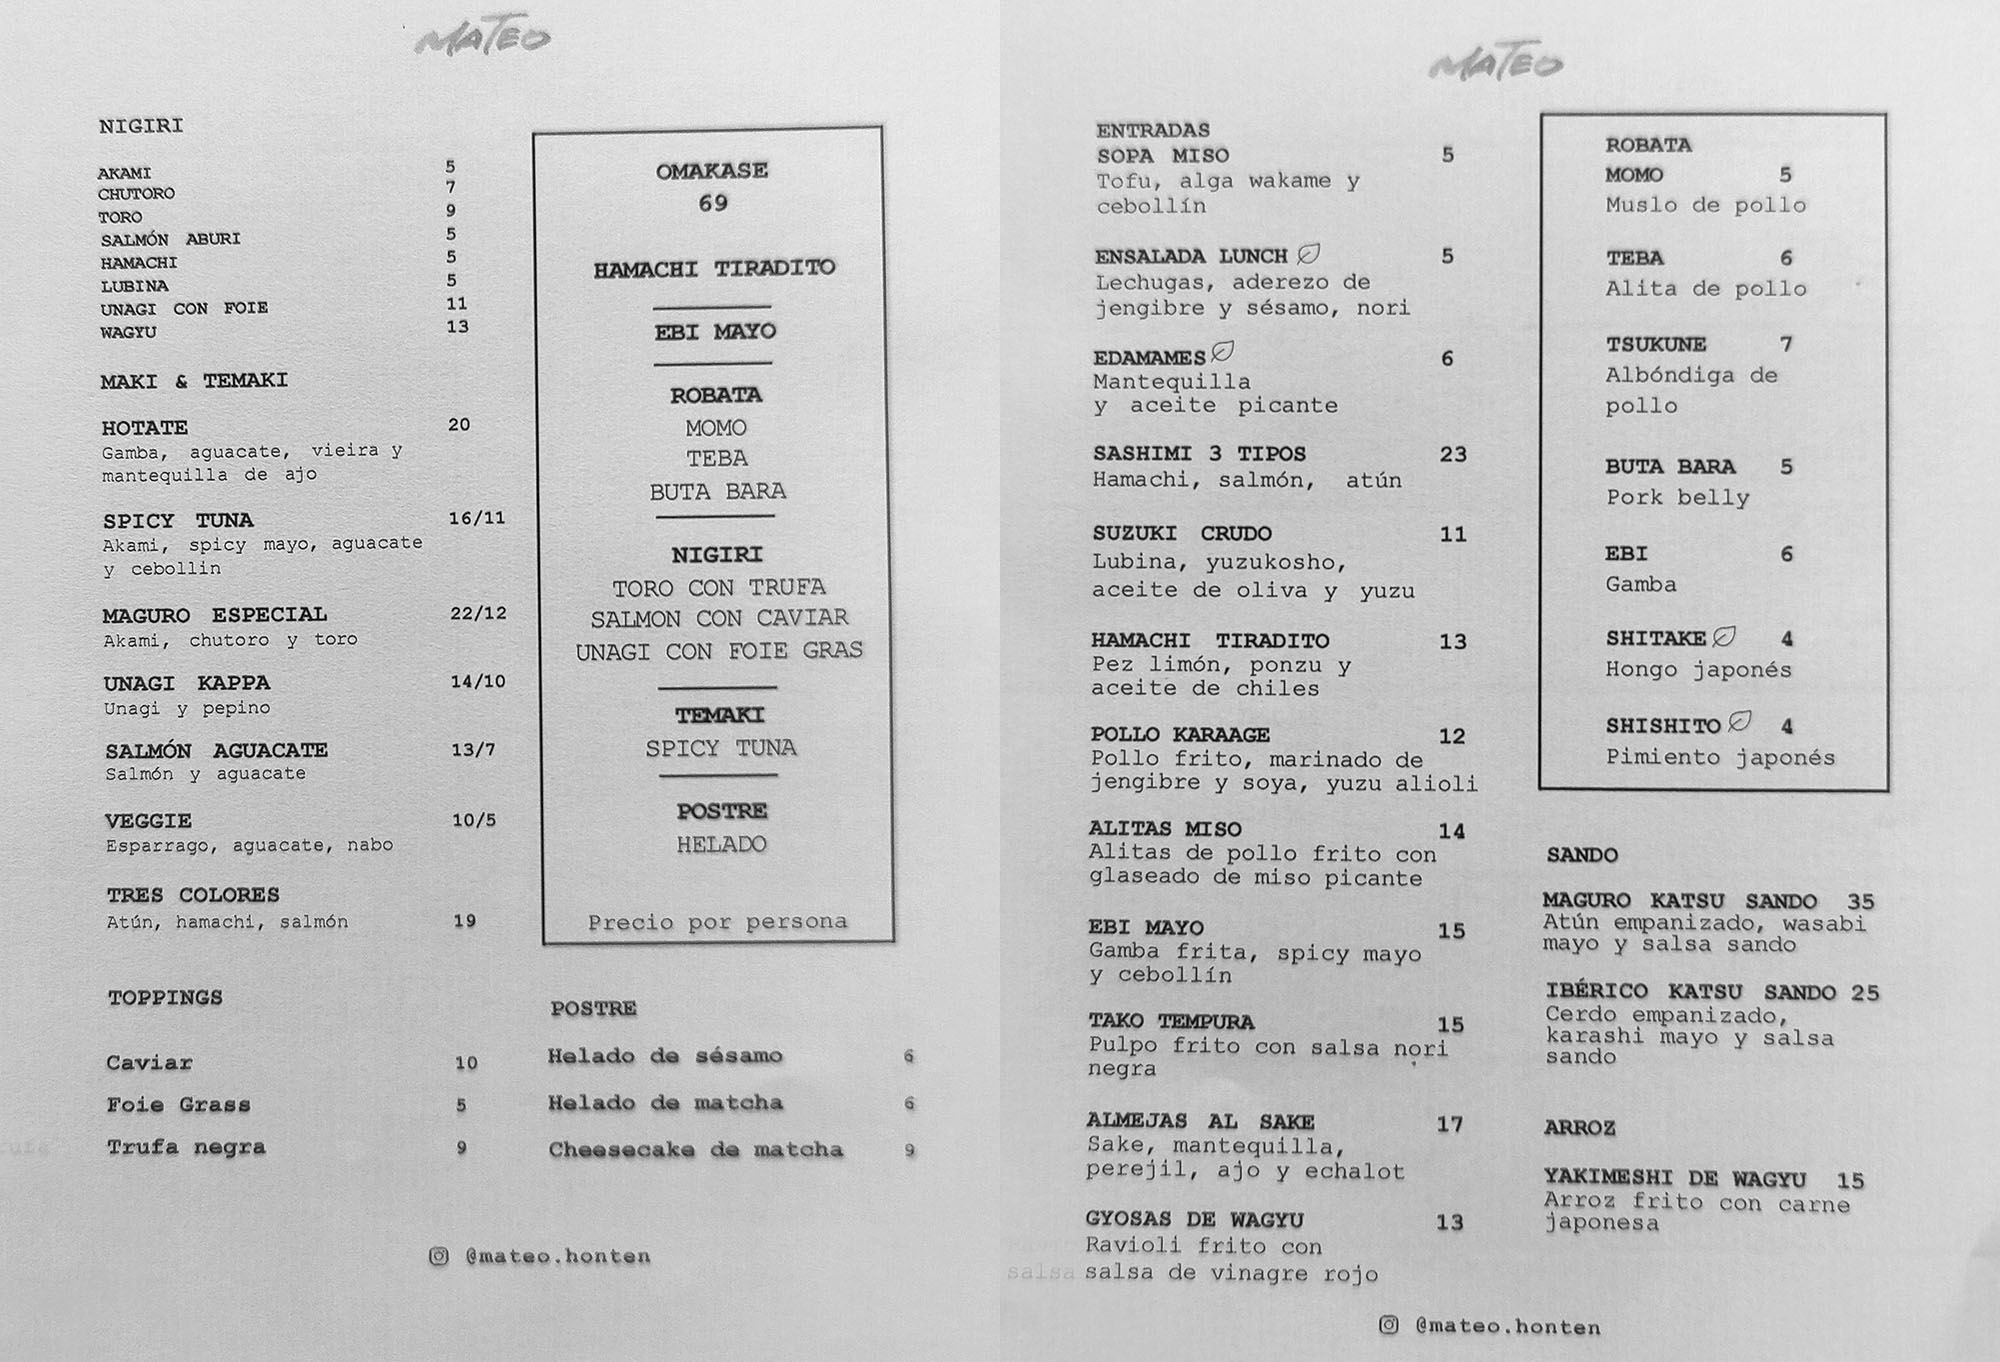 MATEO
NIGIRI
AKAMI 5
CHUTORO 7
TORO 9
SALMÓN ABURI 5
HAMACHI 5
LUBINA 5
UNAGI CON FOIE 11
WAGYU 13
MAKI & TEMAKI
HOTATE 20
Gamba, aguacate, vieira y
mantequilla de ajo
SPICY TUNA 16/11
Akami, spicy mayo, aguacate
y cebollin
MAGURO ESPECIAL 22/12
Akami, chutoro y toro
UNAGI KAPPA 14/10
Unagi y pepino
SALMÓN AGUACATE 13/7
Salmón y aguacate
VEGGIE 10/5
Esparrago, aguacate, nabo
TRES COLORES
Atún, hamachi, salmón 19
TOPPINGS
Caviar 10
Foie Grass 5
Trufa negra 9
OMAKASE
69
HAMACHI TIRADITO
EBI MAYO
ROBATA
MOMO
TEBA
BUTA BARA
NIGIRI
TORO CON TRUFA
SALMON CON CAVIAR
UNAGI CON FOIE GRAS
TEMAKI
SPICY TUNA
POSTRE
HELADO
Precio por persona
POSTRE
Helado de sésamo 6
Helado de matcha 6
Cheesecake de matcha 9
@mateo.honten
MATEO
ENTRADAS
SOPA MISO 5
Tofu, alga wakame y
cebollín
ENSALADA LUNCH 5
Lechugas, aderezo de
jengibre y sésamo, nori
EDAMAMES 6
Mantequilla
y aceite picante
SASHIMI 3 TIPOS 23
Hamachi, salmón, atún
SUZUKI CRUDO 11
Lubina, yuzukosho,
aceite de oliva y yuzu
HAMACHI TIRADITO 13
Pez limón, ponzu y
aceite de chiles
POLLO KARAAGE 12
Pollo frito, marinado de
jengibre y soya, yuzu alioli
ALITAS MISO 14
Alitas de pollo frito con
glaseado de miso picante
EBI MAYO 15
Gamba frita, spicy mayo
y cebollín
TAKO TEMPURA 15
Pulpo frito con salsa nori
negra
ALMEJAS AL SAKE 17
Sake, mantequilla,
perejil, ajo y echalot
GYOSAS DE WAGYU 13
Ravioli frito con
salsa salsa de vinagre rojo
ROBATA
MOMO 5
Muslo de pollo
TEBA 6
Alita de pollo
TSUKUNE 7
Albóndiga de
pollo
BUTA BARA 5
Pork belly
EBI 6
Gamba
SHITAKE 4
Hongo japonés
SHISHITO 4
Pimiento japonés
SANDO
MAGURO KATSU SANDO 35
Atún empanizado, wasabi
mayo y salsa sando
IBÉRICO KATSU SANDO 25
Cerdo empanizado,
karashi mayo y salsa
sando
ARROZ
YAKIMESHI DE WAGYU 15
Arroz frito con carne
japonesa
@mateo.honten